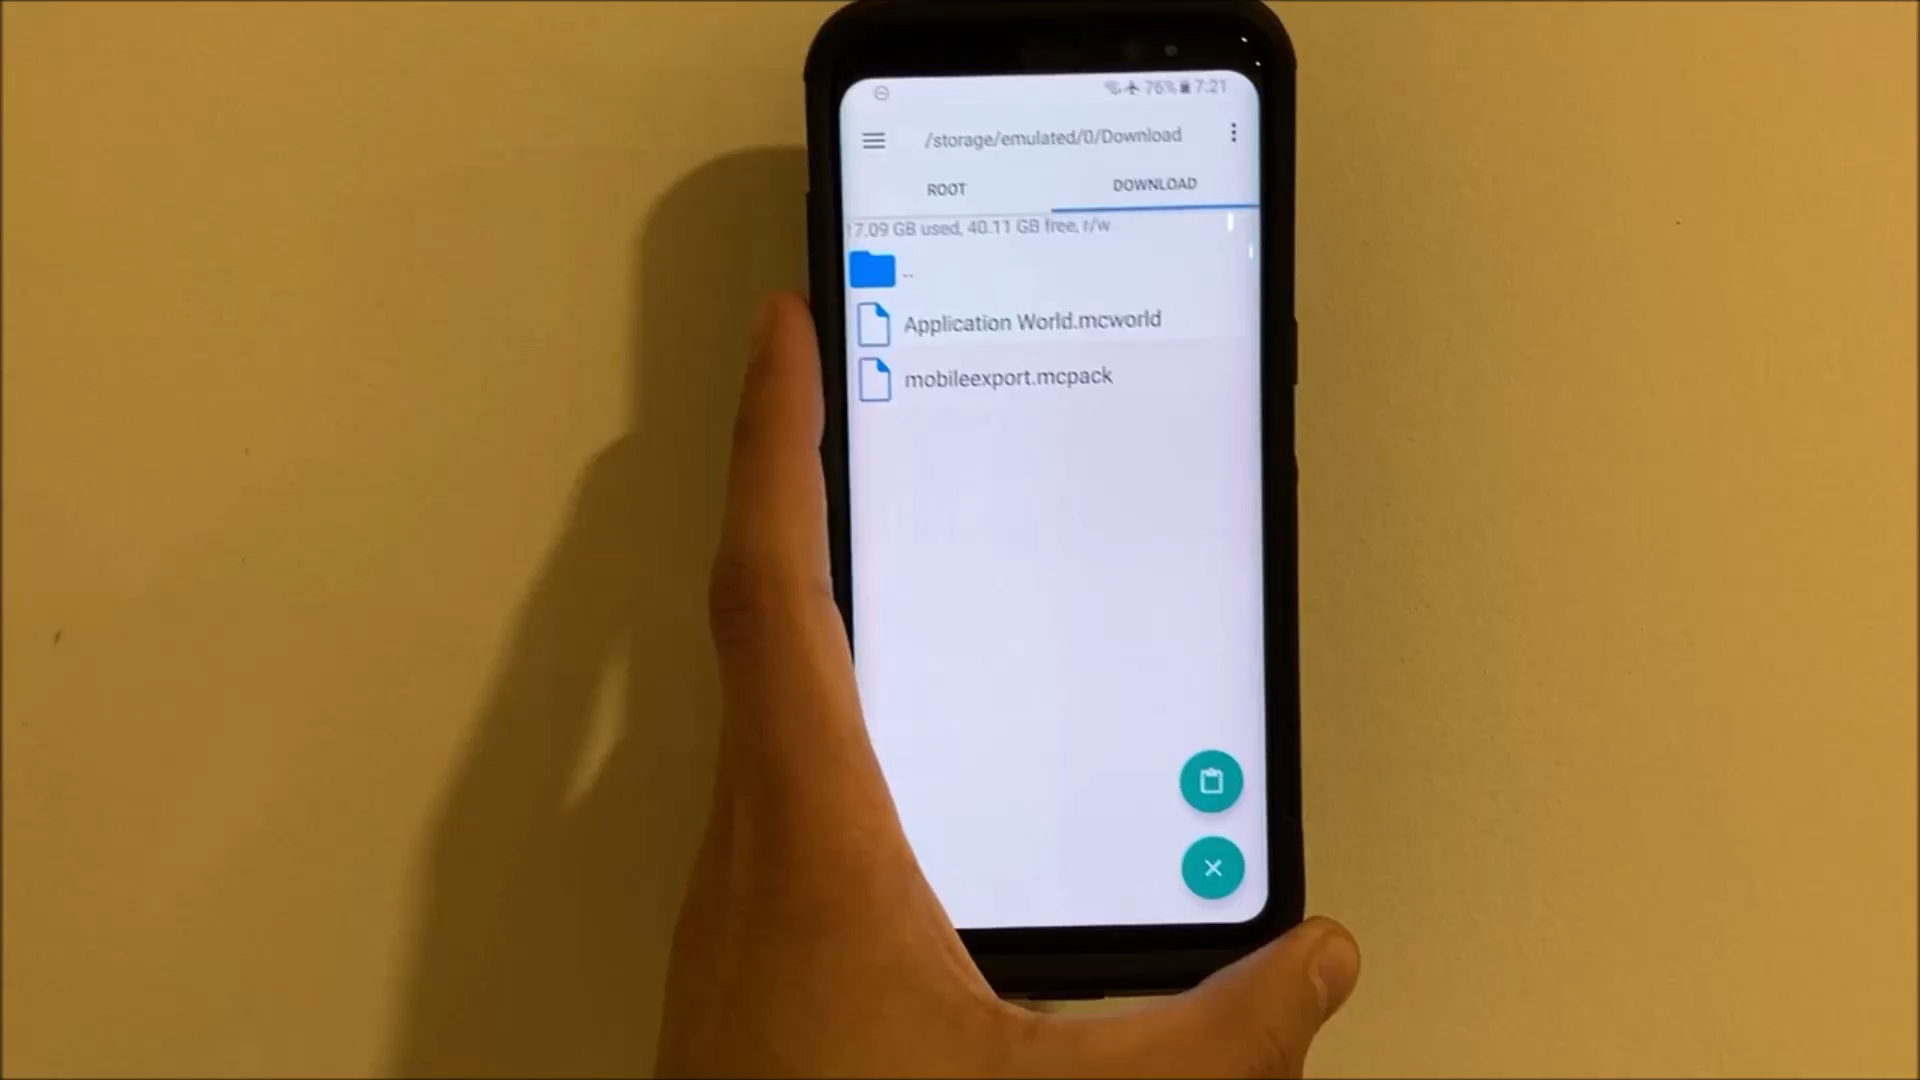 76% 7:21
/storage/emulated/0/Download
ROOT
DOWNLOAD
17.09 GB used, 40.11 GB free, r/w
..
Application World.mcworld
mobileexport.mcpack